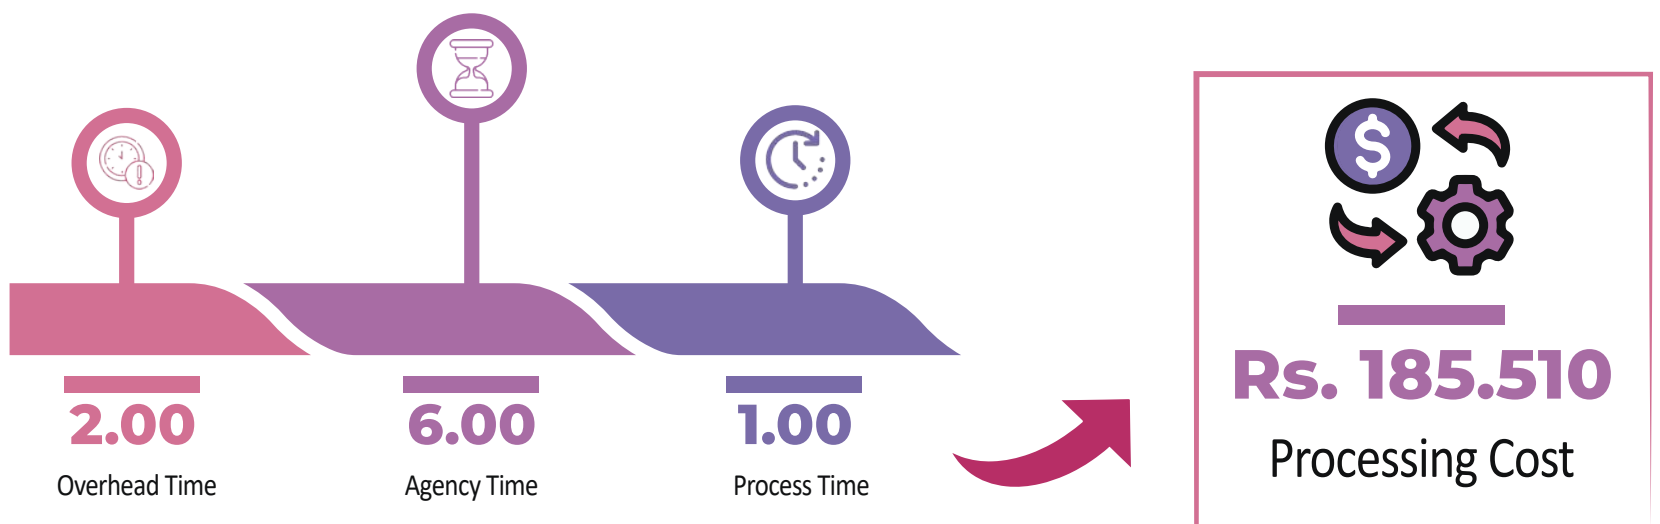 2.00
Overhead Time
6.00
Agency Time
1.00
Process Time
$
Rs. 185.510
Processing Cost